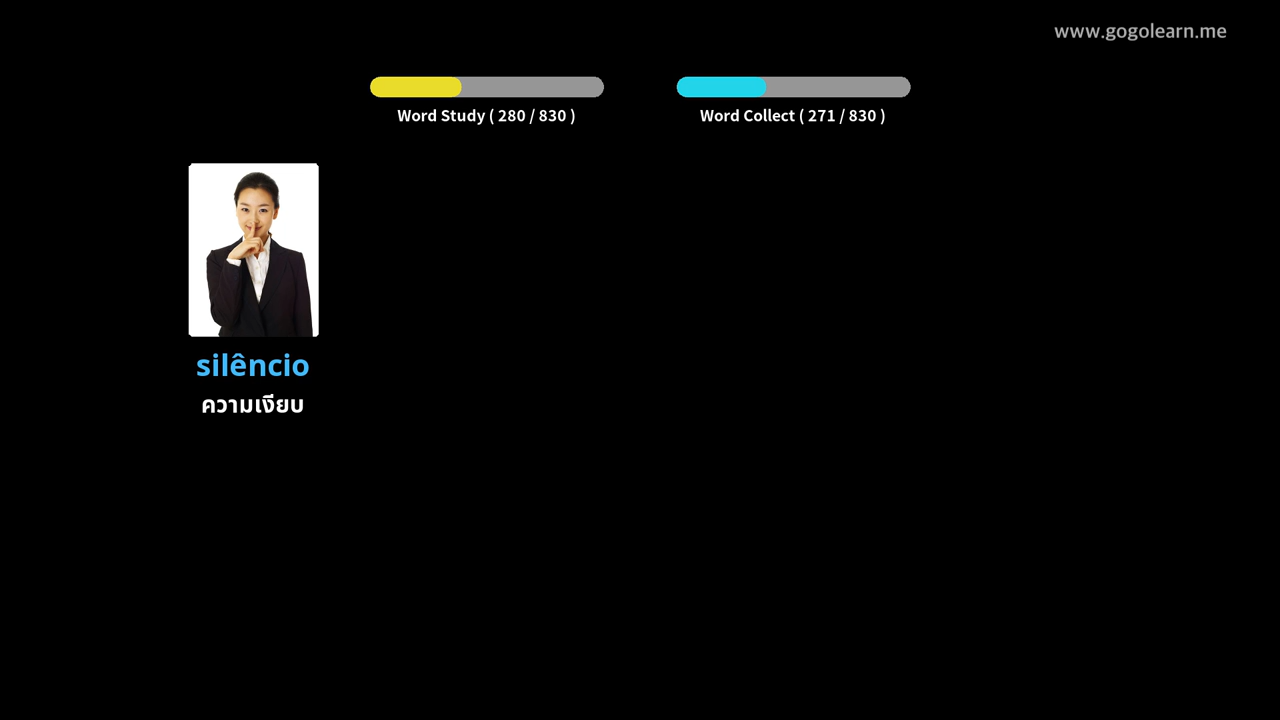 www.gogolearn.me
Word Study ( 280 / 830 )
Word Collect ( 271 / 830 )
silêncio
ความเงียบ